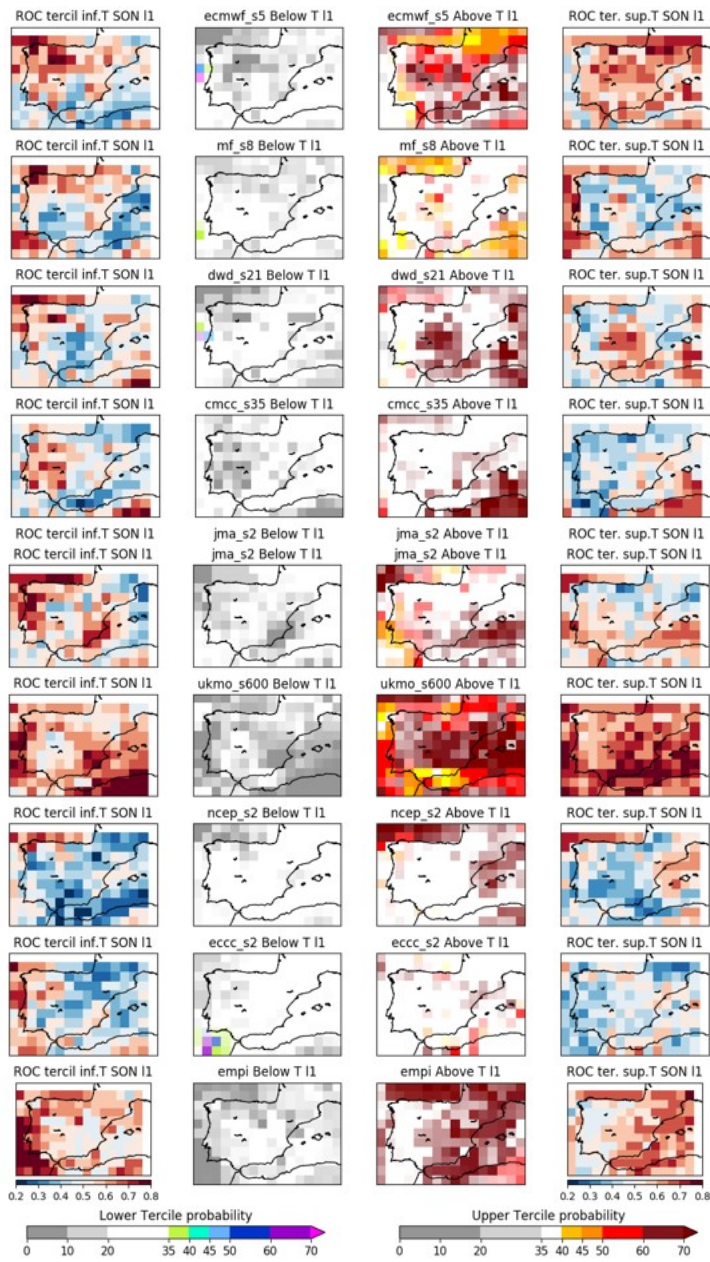 ROC tercil inf.T SON l1 ecmwf_s5 Below T l1 ecmwf_s5 Above T l1 ROC ter. sup.T SON l1
ROC tercil inf.T SON l1 mf_s8 Below T l1 mf_s8 Above T l1 ROC ter. sup.T SON l1
ROC tercil inf.T SON l1 dwd_s21 Below T l1 dwd_s21 Above T l1 ROC ter. sup.T SON l1
ROC tercil inf.T SON l1 cmcc_s35 Below T l1 cmcc_s35 Above T l1 ROC ter. sup.T SON l1
ROC tercil inf.T SON l1 jma_s2 Below T l1 jma_s2 Above T l1 ROC ter. sup.T SON l1
ROC tercil inf.T SON l1 jma_s2 Below T l1 jma_s2 Above T l1 ROC ter. sup.T SON l1
ROC tercil inf.T SON l1 ukmo_s600 Below T l1 ukmo_s600 Above T l1 ROC ter. sup.T SON l1
ROC tercil inf.T SON l1 ncep_s2 Below T l1 ncep_s2 Above T l1 ROC ter. sup.T SON l1
ROC tercil inf.T SON l1 eccc_s2 Below T l1 eccc_s2 Above T l1 ROC ter. sup.T SON l1
ROC tercil inf.T SON l1 empi Below T l1 empi Above T l1 ROC ter. sup.T SON l1
0.2 0.3 0.4 0.5 0.6 0.7 0.8 0.2 0.3 0.4 0.5 0.6 0.7 0.8
Lower Tercile probability Upper Tercile probability
0 10 20 35 40 45 50 60 70 0 10 20 35 40 45 50 60 70